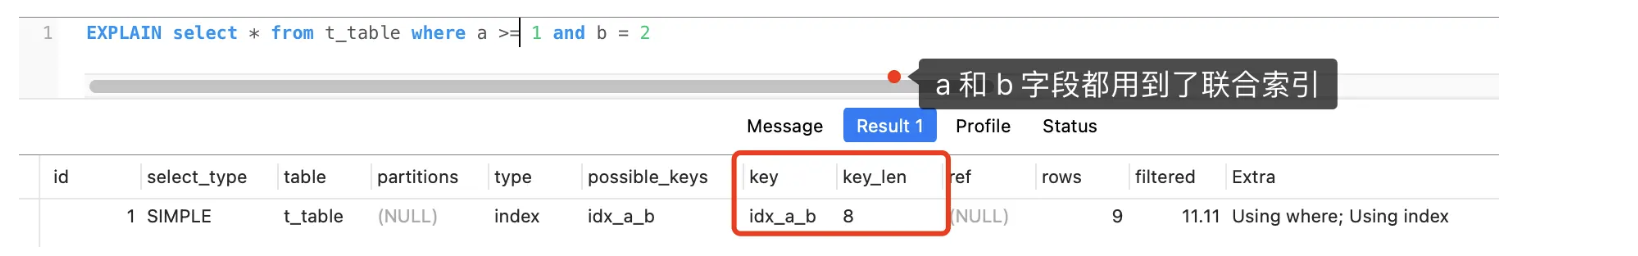 1 EXPLAIN select * from t_table where a >= 1 and b = 2
a 和 b 字段都用到了联合索引
Message Result 1 Profile Status
id select_type table partitions type possible_keys key key_len ref rows filtered Extra
1 SIMPLE t_table (NULL) index idx_a_b idx_a_b 8 (NULL) 9 11.11 Using where; Using index